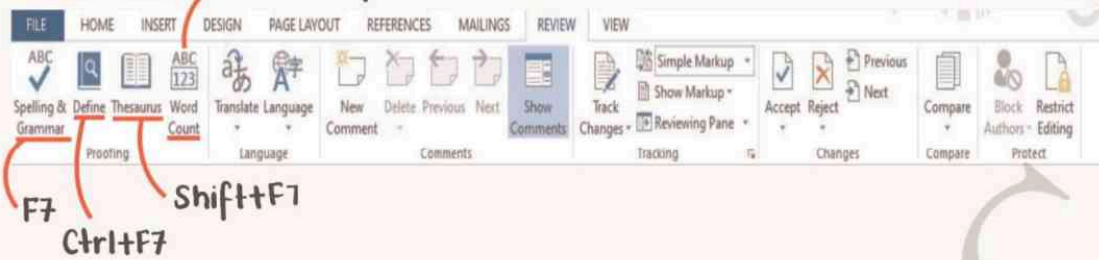 FILE HOME INSERT DESIGN PAGE LAYOUT REFERENCES MAILINGS REVIEW VIEW
ABC
Spelling & Grammar
Define
Thesaurus
ABC 123
Word Count
Proofing
Translate
Language
Language
New Comment
Delete
Previous
Next
Show Comments
Comments
Track Changes
Simple Markup
Show Markup
Reviewing Pane
Tracking
Accept
Reject
Previous
Next
Changes
Compare
Compare
Block Authors
Restrict Editing
Protect
F7
Ctrl+F7
Shift+F7